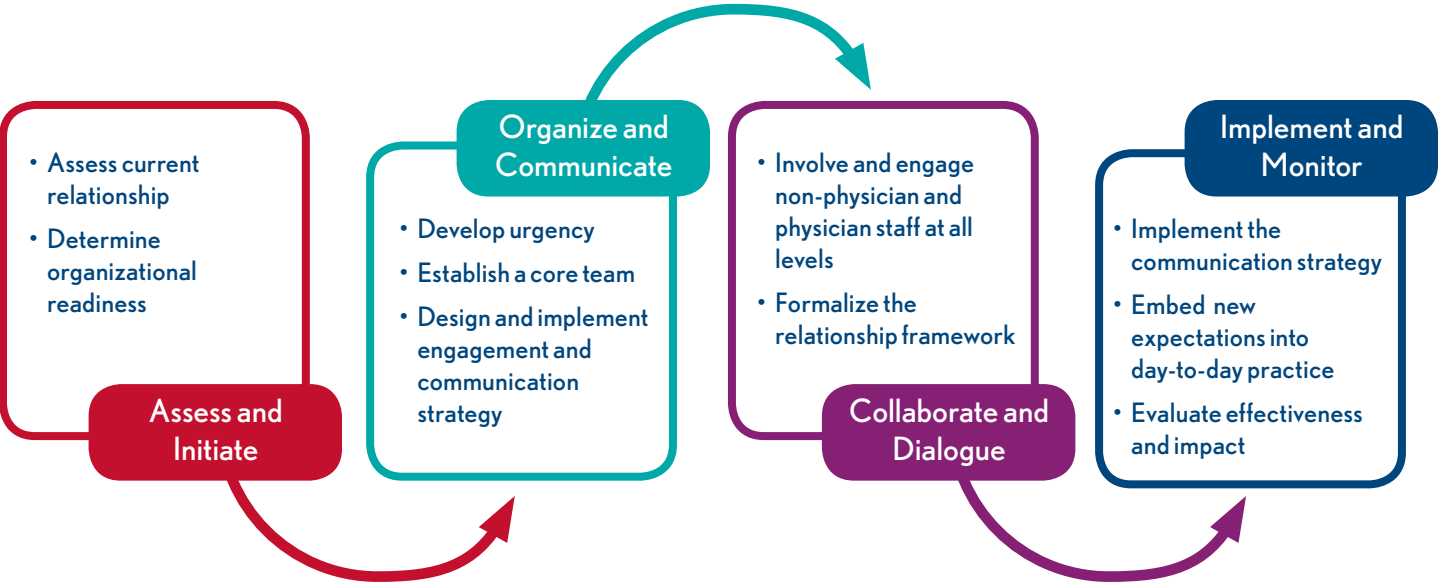 • Assess current
relationship
• Determine
organizational
readiness
Assess and
Initiate
Organize and
Communicate
• Develop urgency
• Establish a core team
• Design and implement
engagement and
communication
strategy
• Involve and engage
non-physician and
physician staff at all
levels
• Formalize the
relationship framework
Collaborate and
Dialogue
Implement and
Monitor
• Implement the
communication strategy
• Embed new
expectations into
day-to-day practice
• Evaluate effectiveness
and impact